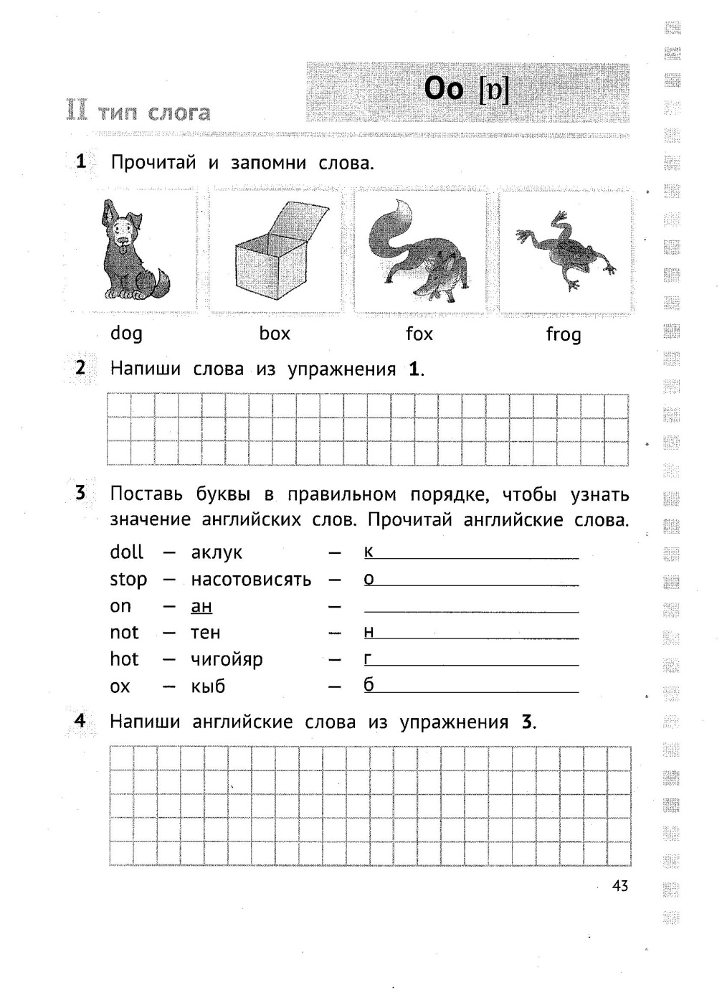 Oo [ɒ]
II тип слога
1 Прочитай и запомни слова.
dog box fox frog
2 Напиши слова из упражнения 1.
3 Поставь буквы в правильном порядке, чтобы узнать
значение английских слов. Прочитай английские слова.
doll – аклук – к
stop – насотовисять – о
on – ан –
not – тен – н
hot – чигойяр – г
ox – кыб – б
4 Напиши английские слова из упражнения 3.
43